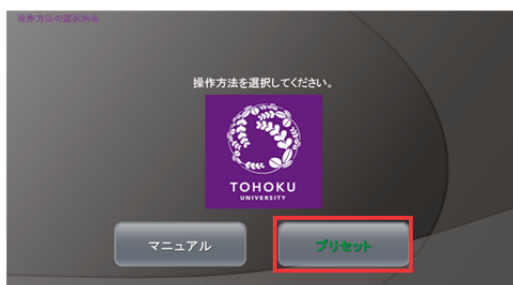 操作方法の選択画面
操作方法を選択してください。
TOHOKU
UNIVERSITY
マニュアル
プリセット